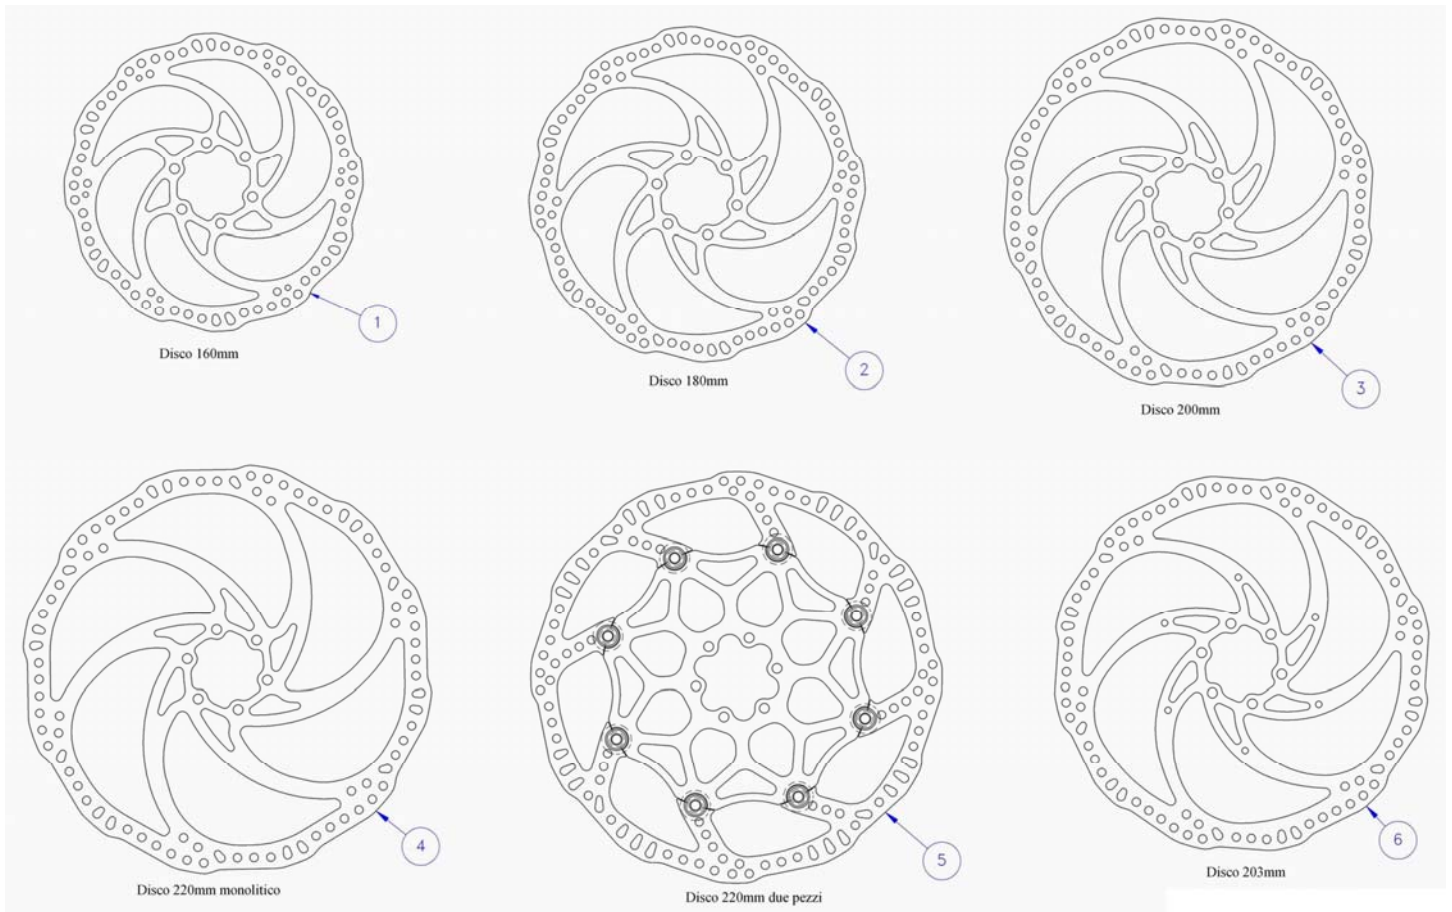 1
Disco 160mm
2
Disco 180mm
3
Disco 200mm
4
Disco 220mm monolitico
5
Disco 220mm due pezzi
6
Disco 203mm